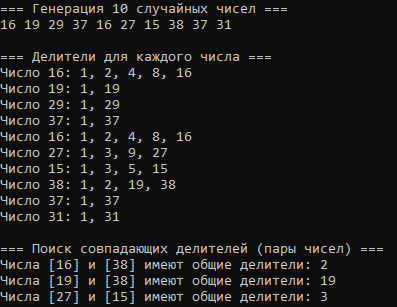 === Генерация 10 случайных чисел ===
16 19 29 37 16 27 15 38 37 31
=== Делители для каждого числа ===
Число 16: 1, 2, 4, 8, 16
Число 19: 1, 19
Число 29: 1, 29
Число 37: 1, 37
Число 16: 1, 2, 4, 8, 16
Число 27: 1, 3, 9, 27
Число 15: 1, 3, 5, 15
Число 38: 1, 2, 19, 38
Число 37: 1, 37
Число 31: 1, 31
=== Поиск совпадающих делителей (пары чисел) ===
Числа [16] и [38] имеют общие делители: 2
Числа [19] и [38] имеют общие делители: 19
Числа [27] и [15] имеют общие делители: 3